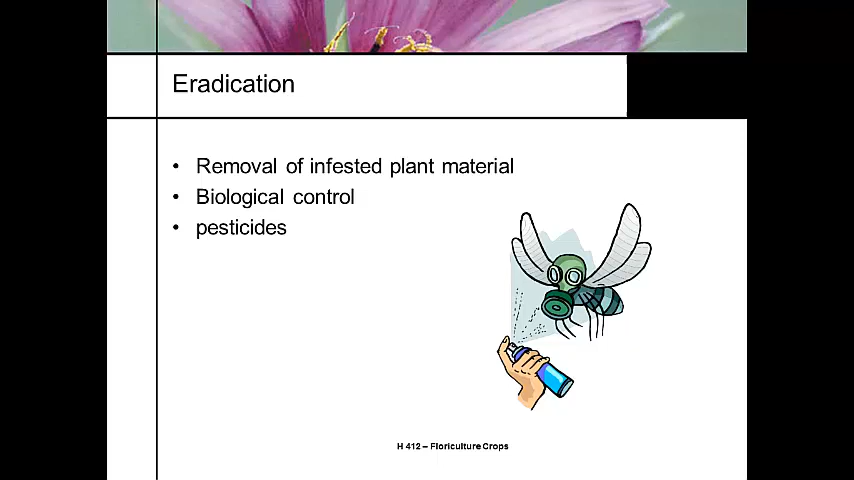 Eradication
• Removal of infested plant material
• Biological control
• pesticides
H 412 – Floriculture Crops